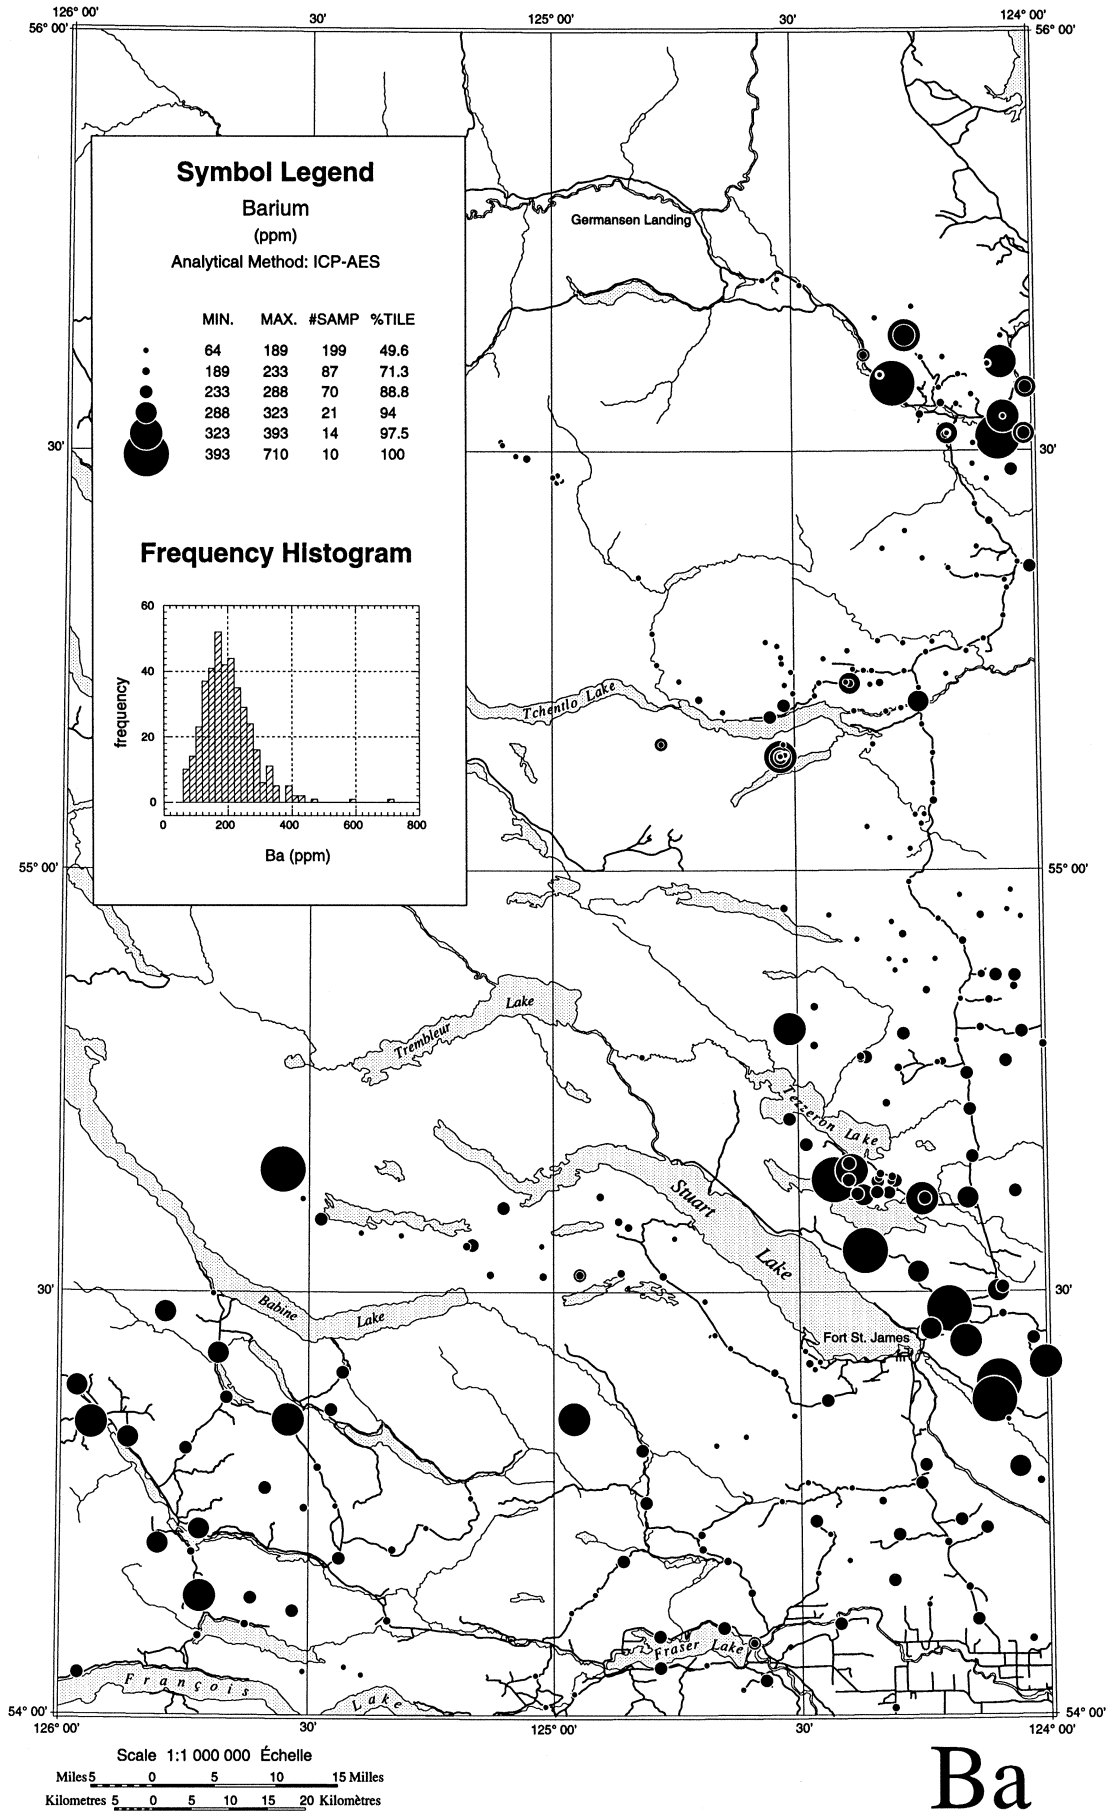 126° 00' 30' 125° 00' 30' 124° 00'
56° 00' 56° 00'
Symbol Legend
Barium
(ppm)
Analytical Method: ICP-AES
MIN. MAX. #SAMP %TILE
64 189 199 49.6
189 233 87 71.3
233 288 70 88.8
288 323 21 94
323 393 14 97.5
393 710 10 100
Germansen Landing
30' 30'
Frequency Histogram
60
40
20
0
frequency
0 200 400 600 800
Ba (ppm)
Tchentlo Lake
55° 00'
Trembleur Lake
Tezzeron Lake
Stuart Lake
30' 30'
Babine Lake
Fort St. James
Fraser Lake
François Lake
54° 00' 54° 00'
126° 00' 30' 125° 00' 30' 124° 00'
Scale 1:1 000 000 Échelle
Miles 5 0 5 10 15 Milles
Kilometres 5 0 5 10 15 20 Kilomètres
Ba